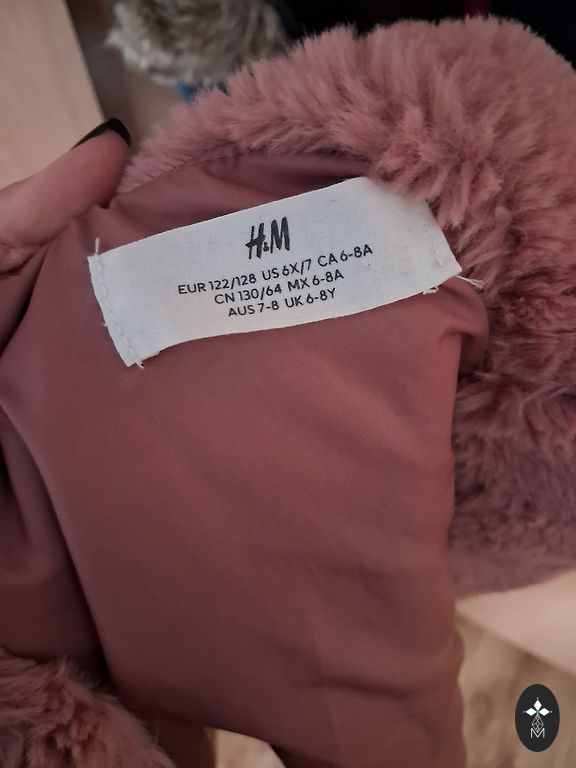 H&M
EUR 122/128 US 6X/7 CA 6-8A
CN 130/64 MX 6-8A
AUS 7-8 UK 6-8Y